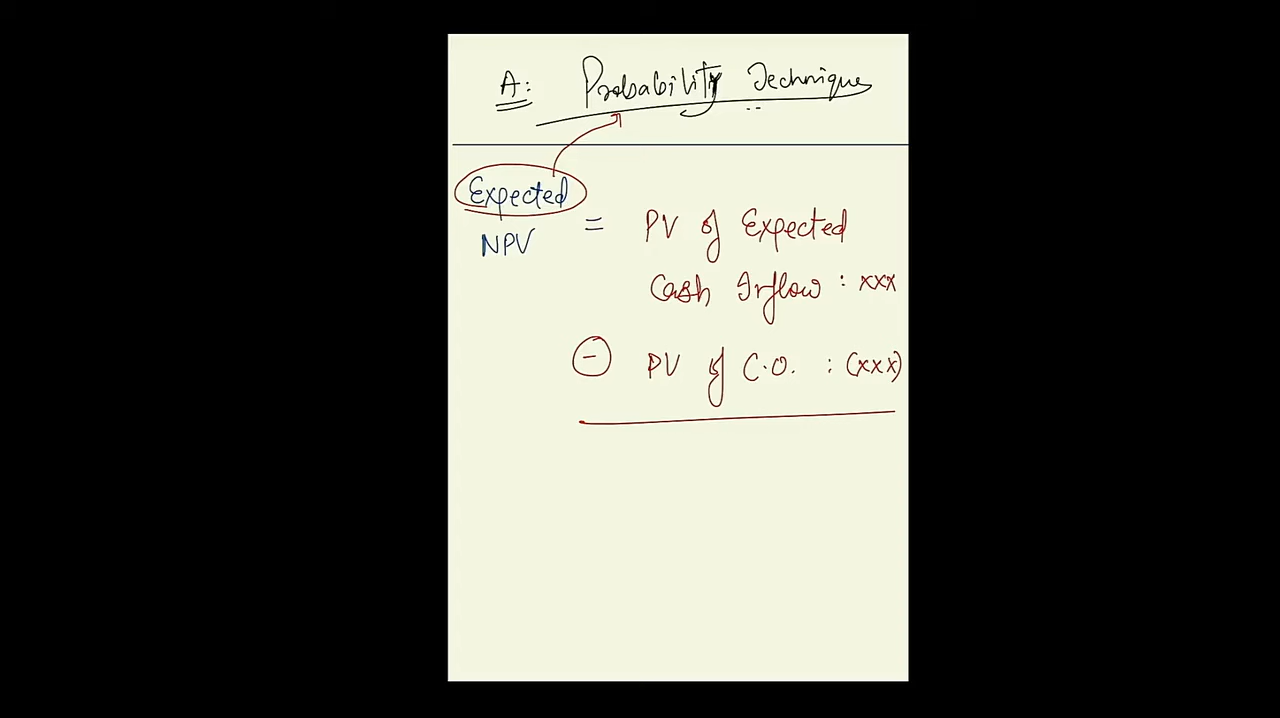 A: Probability Technique
Expected
NPV
= PV of Expected
Cash Inflow : xxx
- PV of C.O. : (xxx)